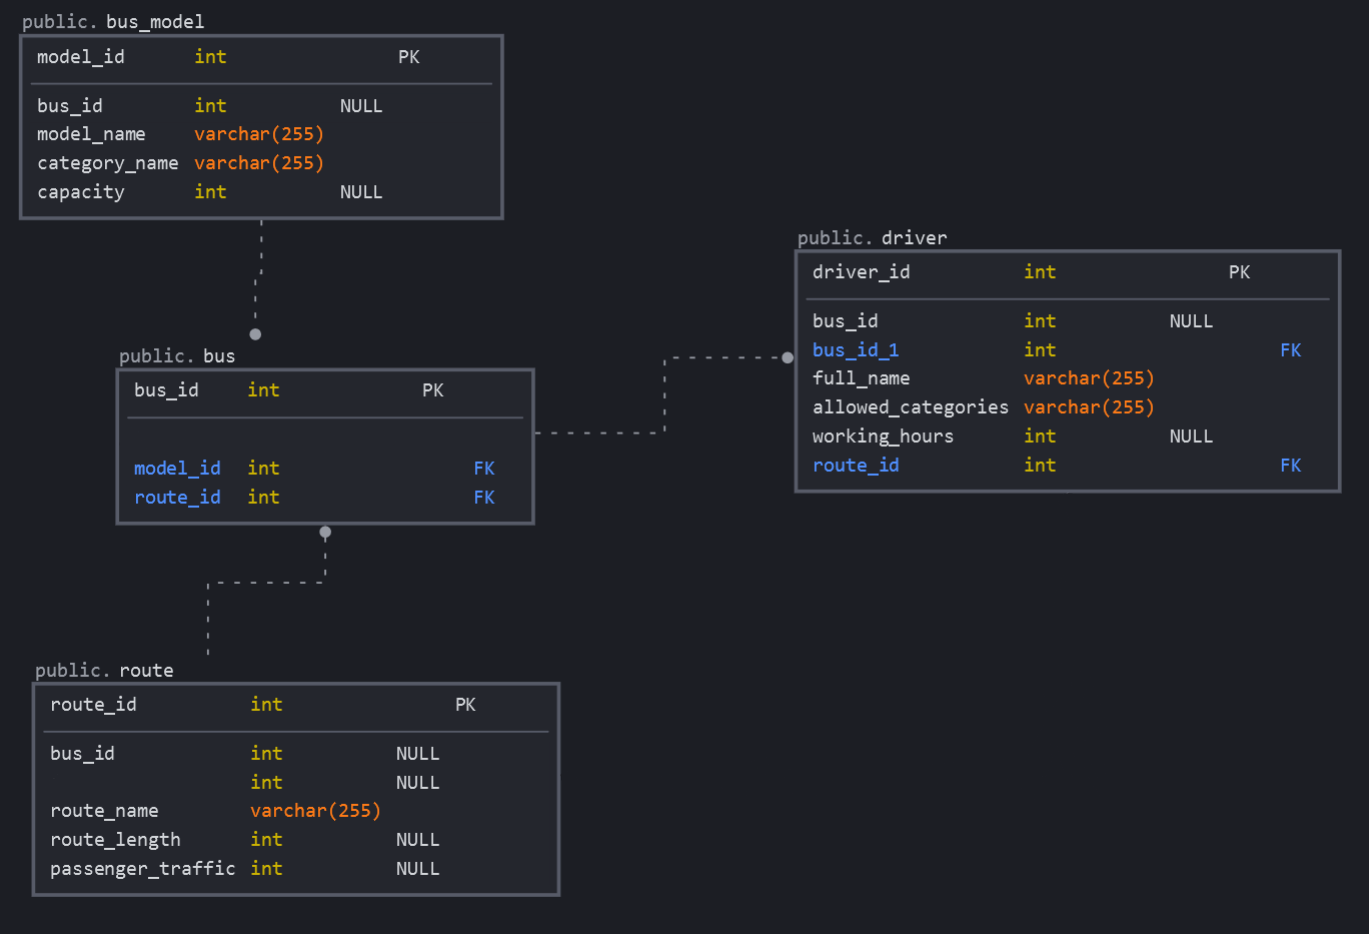 public. bus_model
model_id int PK
bus_id int NULL
model_name varchar(255)
category_name varchar(255)
capacity int NULL
public. driver
driver_id int PK
bus_id int NULL
bus_id_1 int FK
full_name varchar(255)
allowed_categories varchar(255)
working_hours int NULL
route_id int FK
public. bus
bus_id int PK
model_id int FK
route_id int FK
public. route
route_id int PK
bus_id int NULL
int NULL
route_name varchar(255)
route_length int NULL
passenger_traffic int NULL